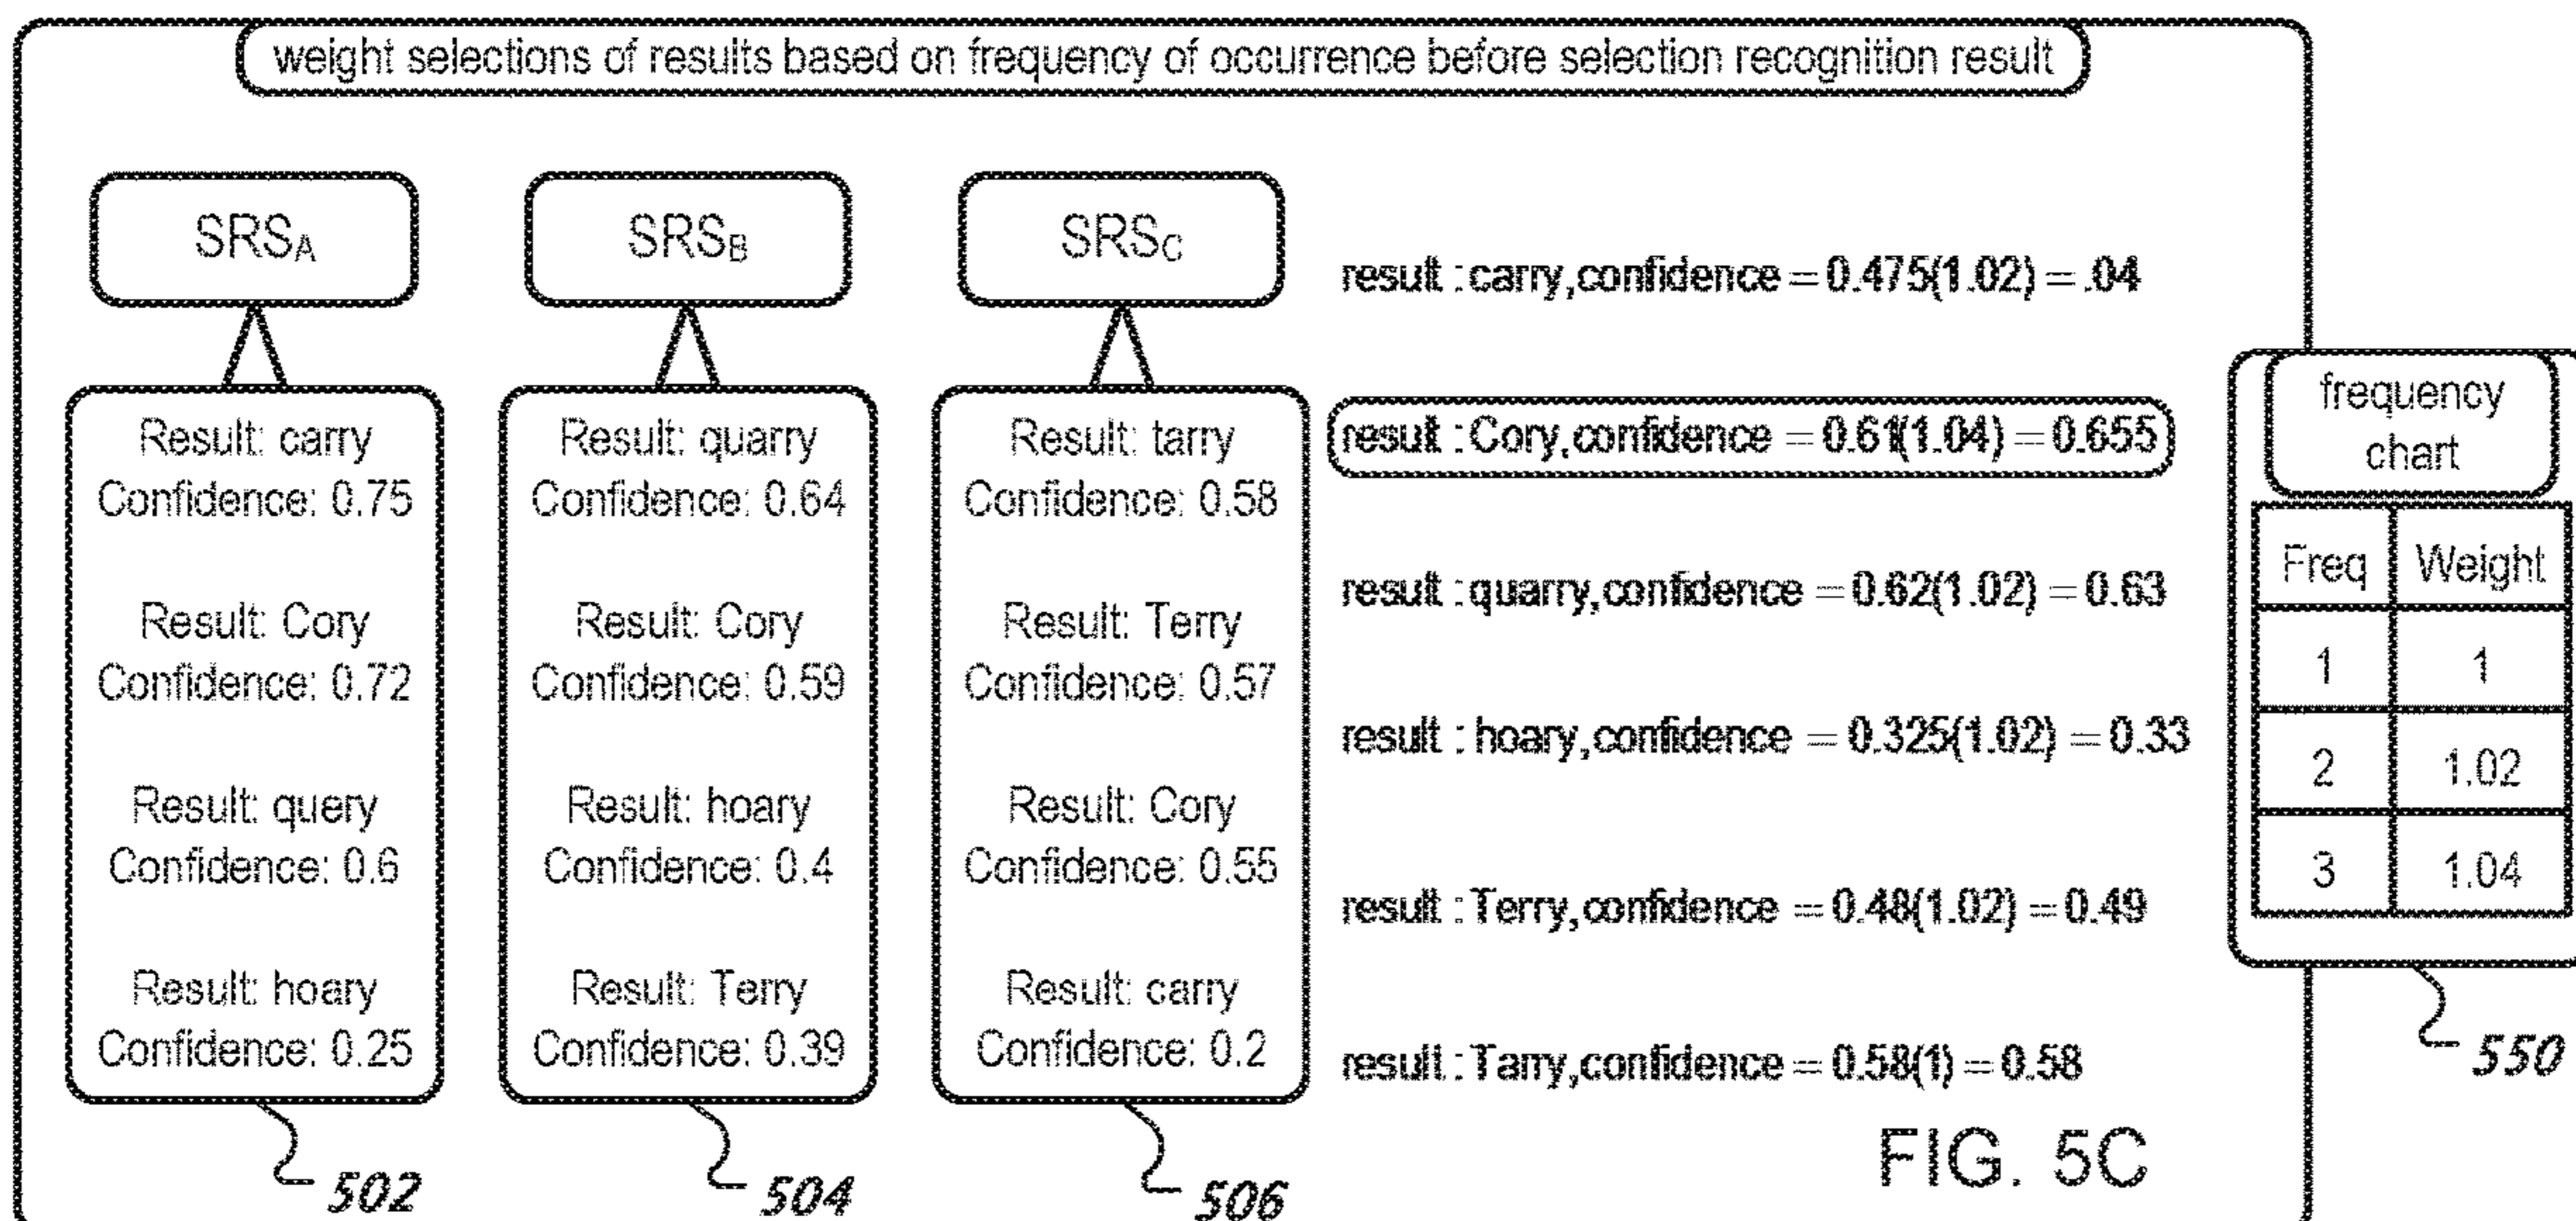 weight selections of results based on frequency of occurrence before selection recognition result
SRSA
Result: carry
Confidence: 0.75
Result: Cory
Confidence: 0.72
Result: query
Confidence: 0.6
Result: hoary
Confidence: 0.25
502
SRSB
Result: quarry
Confidence: 0.64
Result: Cory
Confidence: 0.59
Result: hoary
Confidence: 0.4
Result: Terry
Confidence: 0.39
504
SRSC
Result: tarry
Confidence: 0.58
Result: Terry
Confidence: 0.57
Result: Cory
Confidence: 0.55
Result: carry
Confidence: 0.2
506
result : carry,confidence = 0.475(1.02) = .04
result : Cory,confidence = 0.61(1.04) = 0.655
result : quarry,confidence = 0.62(1.02) = 0.63
result : hoary,confidence = 0.325(1.02) = 0.33
result : Terry,confidence = 0.48(1.02) = 0.49
result : Tarry,confidence = 0.58(1) = 0.58
frequency
chart
Freq Weight
1 1
2 1.02
3 1.04
550
FIG. 5C